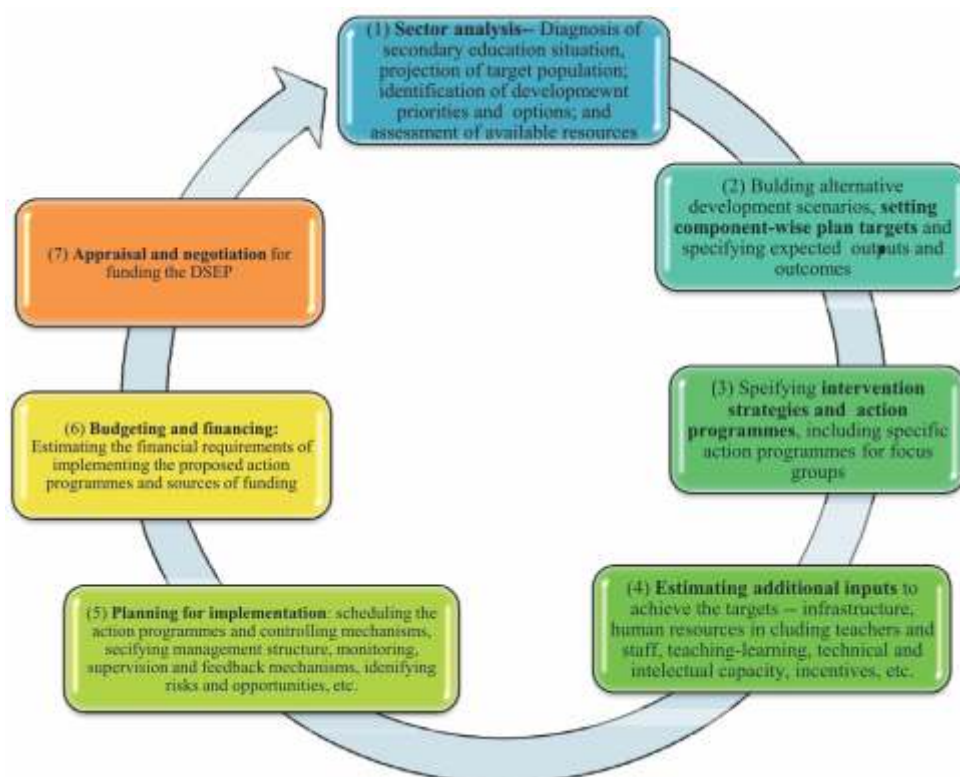 (1) Sector analysis-- Diagnosis of
secondary education situation,
projection of target population;
identification of developmewnt
priorities and options; and
assessment of available resources
(2) Bulding alternative
development scenarios, setting
component-wise plan targets and
specifying expected outputs and
outcomes
(3) Speifying intervention
strategies and action
programmes, including specific
action programmes for focus
groups
(4) Estimating additional inputs to
achieve the targets -- infrastructure,
human resources in cluding teachers and
staff, teaching-learning, technical and
intelectual capacity, incentives, etc.
(5) Planning for implementation: scheduling the
action programmes and controlling mechanisms,
secifying management structure, monitoring,
supervision and feedback mechanisms, idenifying
risks and opportunities, etc.
(6) Budgeting and financing:
Estimating the financial requirements of
implementing the proposed action
programmes and sources of funding
(7) Appraisal and negotiation for
funding the DSEP